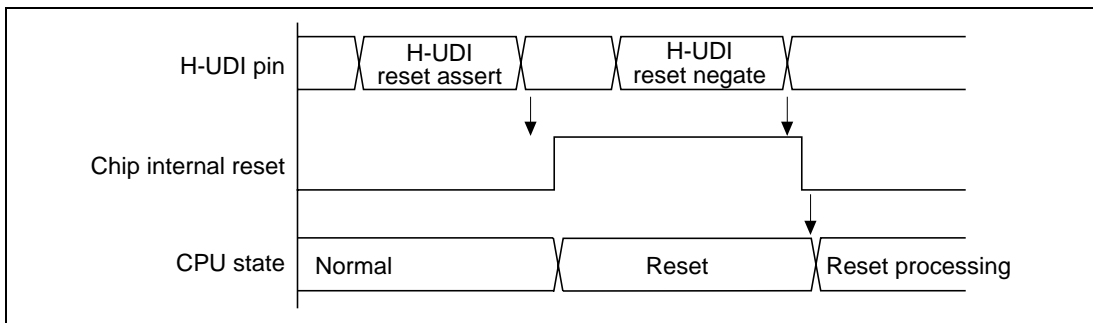 H-UDI pin
H-UDI
reset assert
H-UDI
reset negate
Chip internal reset
CPU state
Normal
Reset
Reset processing